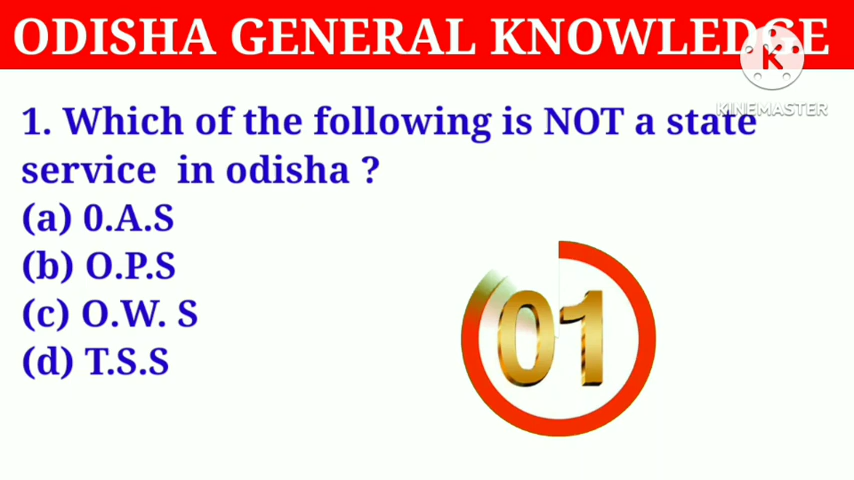 ODISHA GENERAL KNOWLEDGE
K
KINEMASTER
1. Which of the following is NOT a state
service in odisha ?
(a) 0.A.S
(b) O.P.S
(c) O.W. S
(d) T.S.S
01